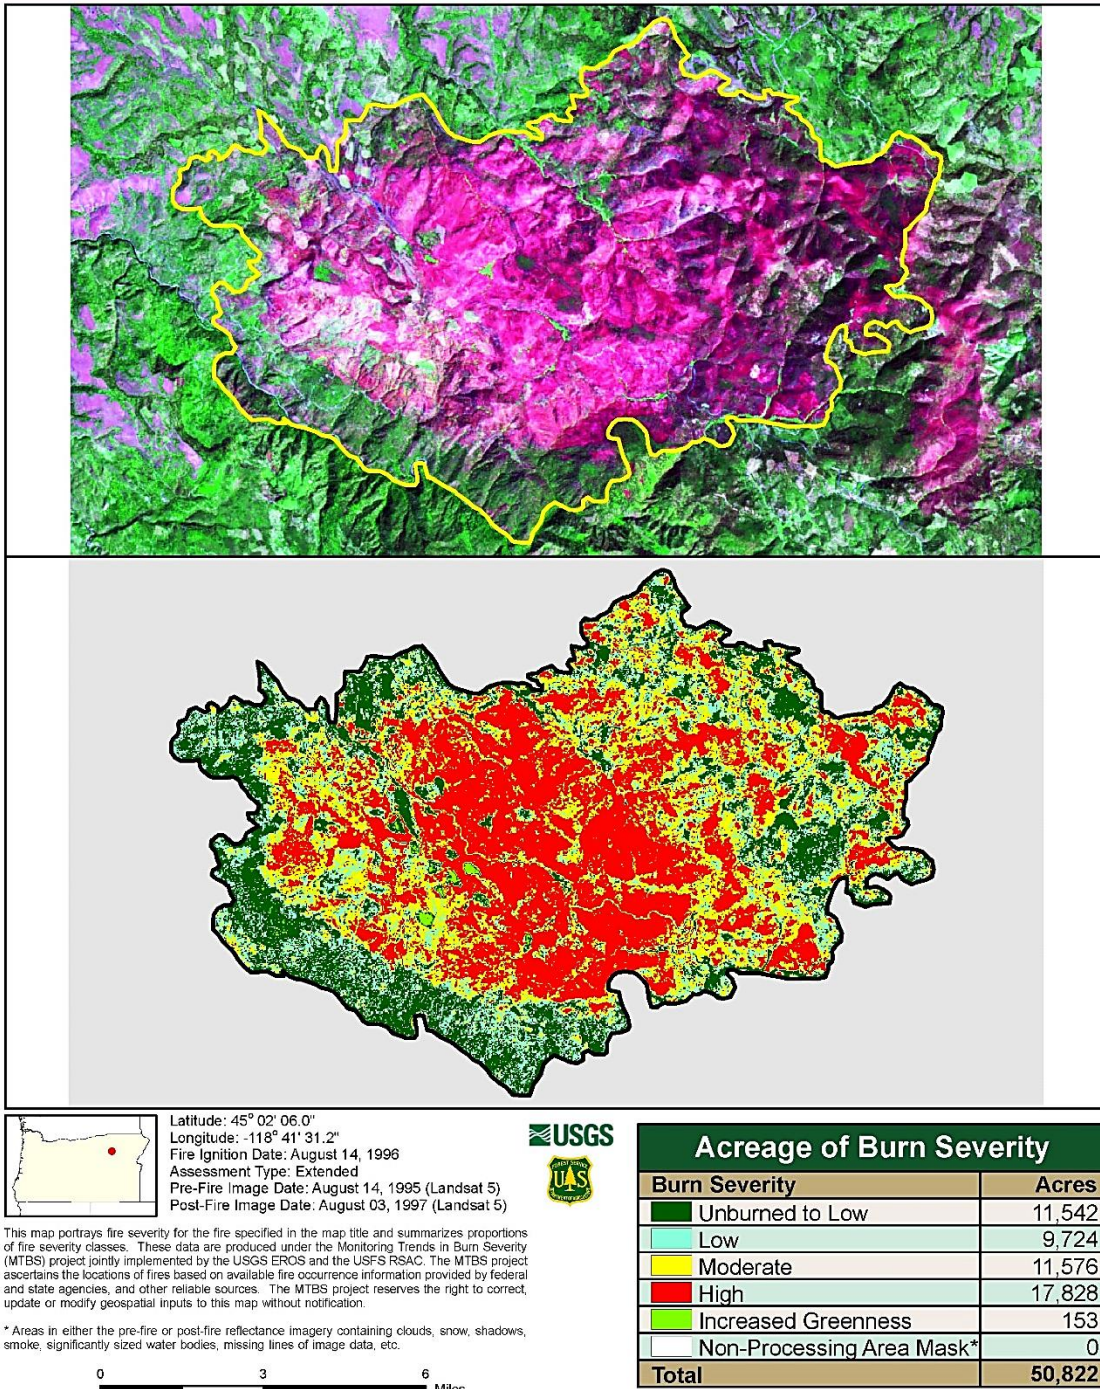 Latitude: 45° 02' 06.0"
Longitude: -118° 41' 31.2"
Fire Ignition Date: August 14, 1996
Assessment Type: Extended
Pre-Fire Image Date: August 14, 1995 (Landsat 5)
Post-Fire Image Date: August 03, 1997 (Landsat 5)
USGS
FOREST SERVICE
U S
This map portrays fire severity for the fire specified in the map title and summarizes proportions
of fire severity classes. These data are produced under the Monitoring Trends in Burn Severity
(MTBS) project jointly implemented by the USGS EROS and the USFS RSAC. The MTBS project
ascertains the locations of fires based on available fire occurrence information provided by federal
and state agencies, and other reliable sources. The MTBS project reserves the right to correct,
update or modify geospatial inputs to this map without notification.
* Areas in either the pre-fire or post-fire reflectance imagery containing clouds, snow, shadows,
smoke, significantly sized water bodies, missing lines of image data, etc.
0 3 6
Miles
Acreage of Burn Severity
Burn Severity Acres
Unburned to Low 11,542
Low 9,724
Moderate 11,576
High 17,828
Increased Greenness 153
Non-Processing Area Mask* 0
Total 50,822